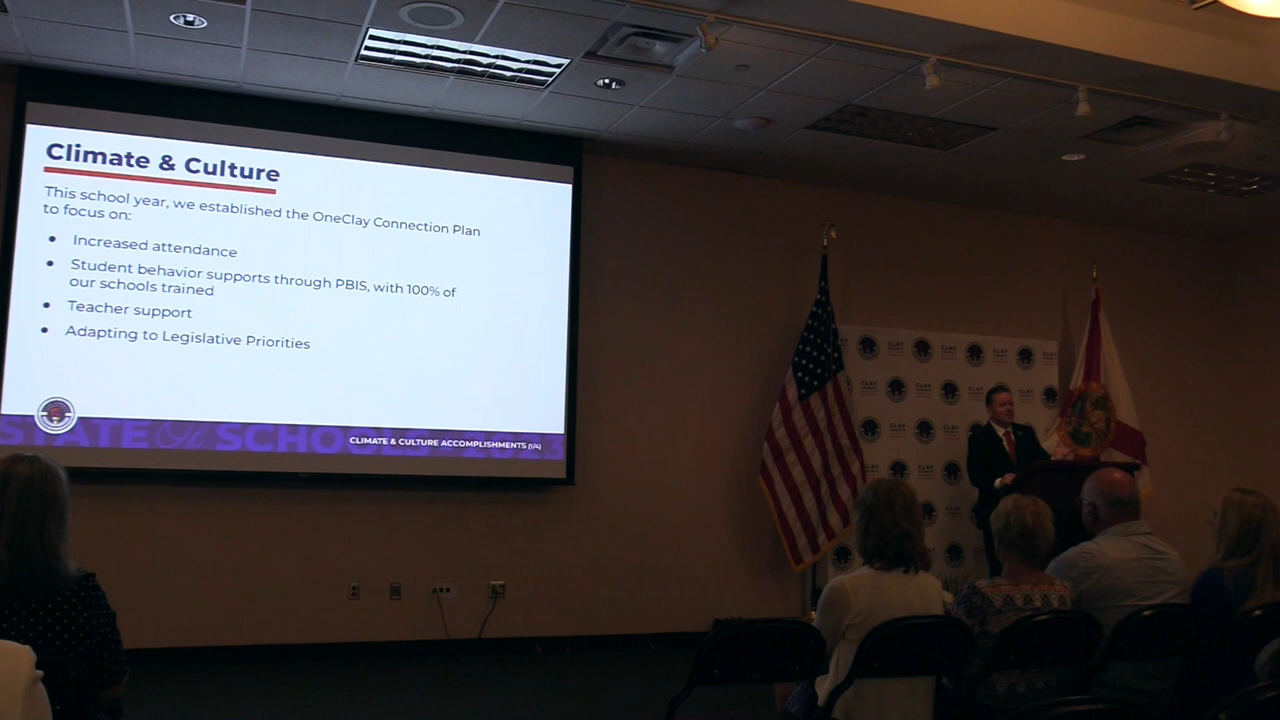 Climate & Culture
This school year, we established the OneClay Connection Plan
to focus on:
• Increased attendance
• Student behavior supports through PBIS, with 100% of
our schools trained
• Teacher support
• Adapting to Legislative Priorities
STATE of SCHOOLS 2023
CLIMATE & CULTURE ACCOMPLISHMENTS (1/4)
CLAY